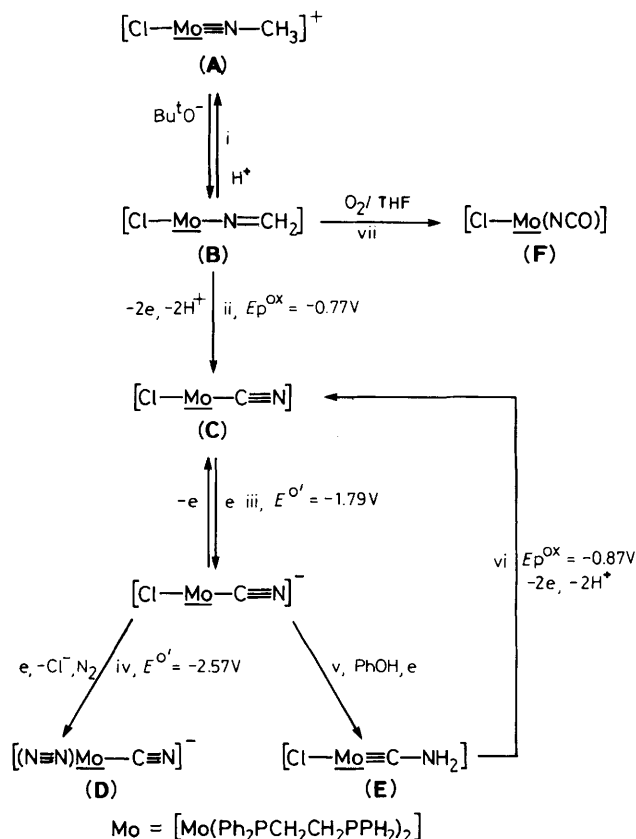 [Cl—Mo≡N—CH₃]⁺
(A)
BuᵗO⁻
i
H⁺
[Cl—Mo—N=CH₂]
(B)
O₂/ THF
vii
[Cl—Mo(NCO)]
(F)
-2e, -2H⁺
ii, Epᵒˣ = -0.77V
[Cl—Mo—C≡N]
(C)
-e
e iii, E°′ = -1.79V
vi Epᵒˣ = -0.87V
-2e, -2H⁺
[Cl—Mo—C≡N]⁻
e, -Cl⁻, N₂
iv, E°′ = -2.57V
v, PhOH, e
[(N≡N)Mo—C≡N]⁻
(D)
[Cl—Mo≡C—NH₂]
(E)
Mo = [Mo(Ph₂PCH₂CH₂PPH₂)₂]